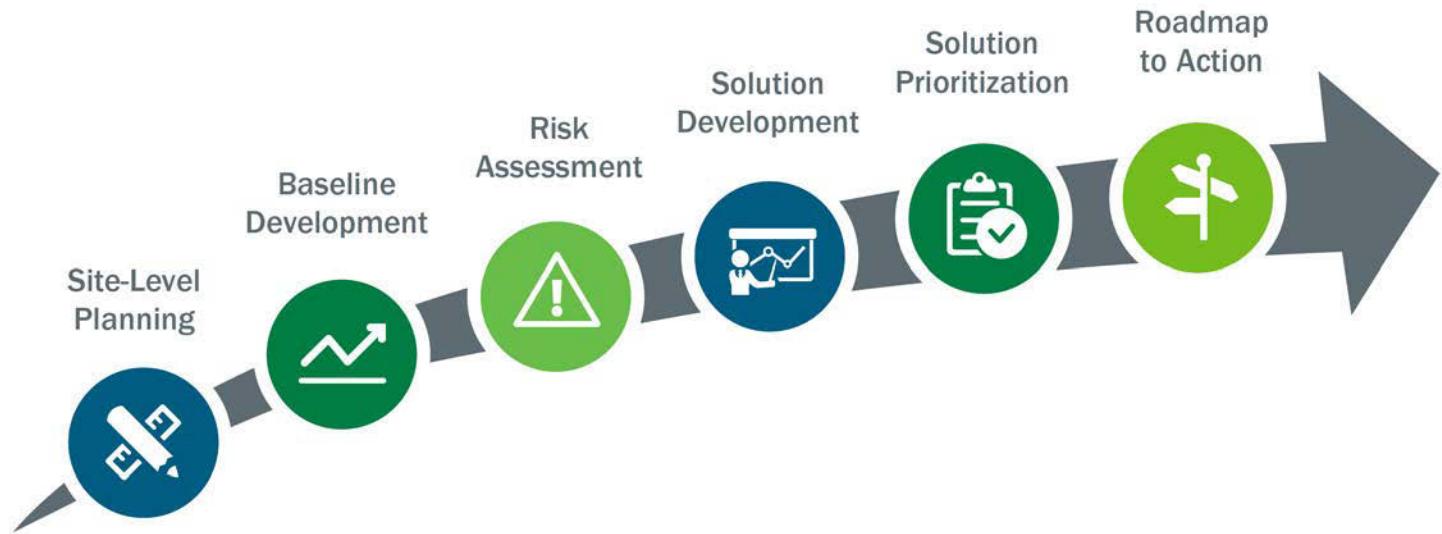 Site-Level
Planning
Baseline
Development
Risk
Assessment
Solution
Development
Solution
Prioritization
Roadmap
to Action